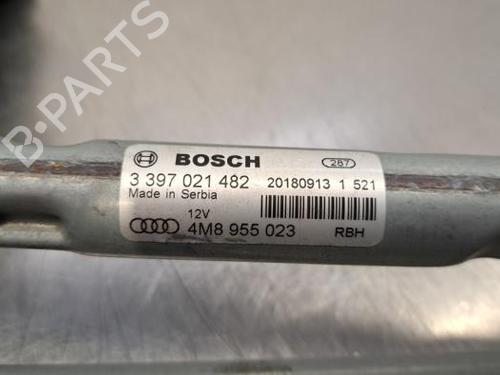 B-PARTS
BOSCH 287
3 397 021 482 20180913 1 521
Made in Serbia
12V
4M8 955 023 RBH